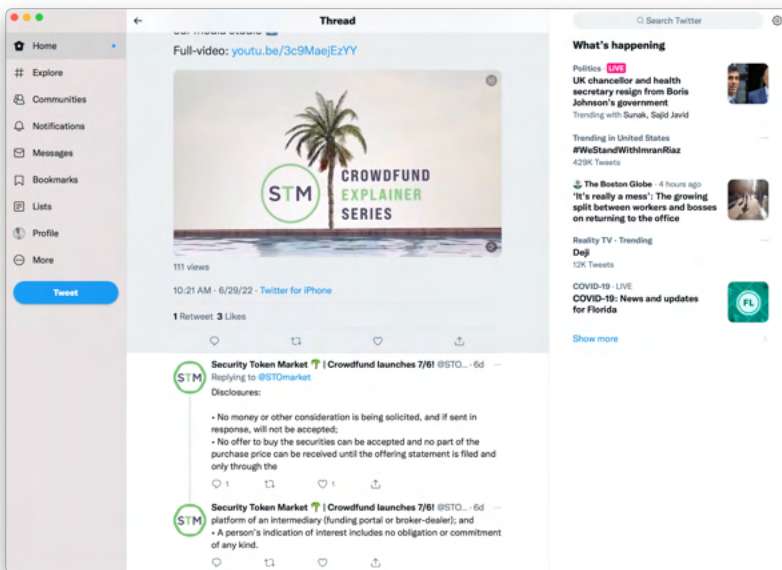 Thread
Search Twitter
Home
Explore
Communities
Notifications
Messages
Bookmarks
Lists
Profile
More
Tweet
our media studio
Full-video: youtu.be/3c9MaejEzYY
STM
CROWDFUND
EXPLAINER
SERIES
111 views
10:21 AM · 6/29/22 · Twitter for iPhone
1 Retweet 3 Likes
STM
Security Token Market 🌴 | Crowdfund launches 7/6! @STO... · 6d
Replying to @STOmarket
Disclosures:
• No money or other consideration is being solicited, and if sent in
response, will not be accepted;
• No offer to buy the securities can be accepted and no part of the
purchase price can be received until the offering statement is filed and
only through the
1
1
STM
Security Token Market 🌴 | Crowdfund launches 7/6! @STO... · 6d
platform of an intermediary (funding portal or broker-dealer); and
• A person's indication of interest includes no obligation or commitment
of any kind.
What's happening
Politics · LIVE
UK chancellor and health
secretary resign from Boris
Johnson's government
Trending with Sunak, Sajid Javid
Trending in United States
#WeStandWithImranRiaz
429K Tweets
The Boston Globe · 4 hours ago
'It's really a mess': The growing
split between workers and bosses
on returning to the office
Reality TV · Trending
Deji
12K Tweets
COVID-19 · LIVE
COVID-19: News and updates
for Florida
FL
Show more